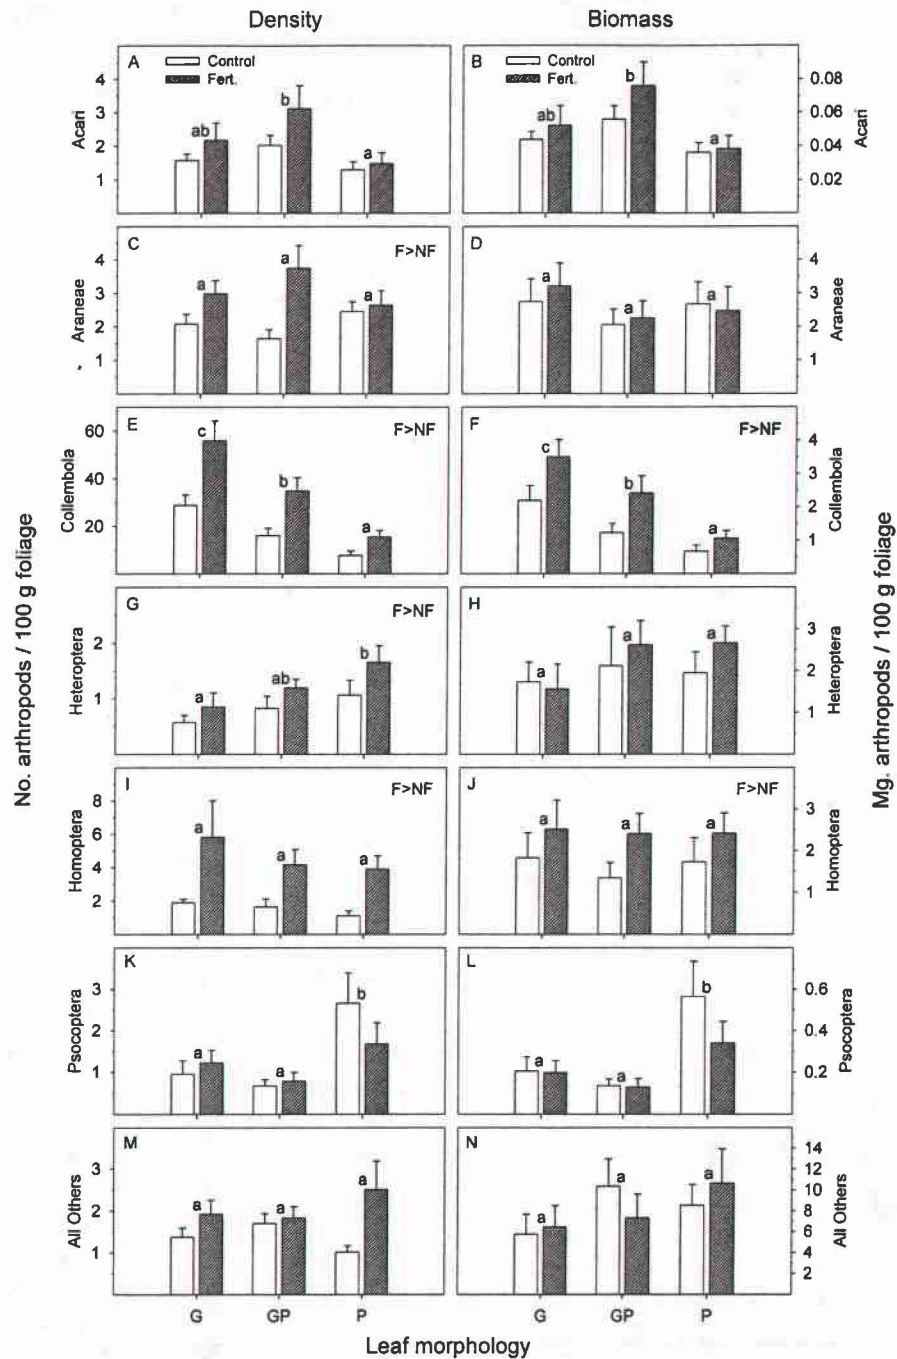 Density
Biomass
A
Control
Fert.
4
3
2
1
Acari
ab
b
a
B
Control
Fert.
0.08
0.06
0.04
0.02
Acari
ab
b
a
C
F>NF
4
3
2
1
Araneae
a
a
a
D
4
3
2
1
Araneae
a
a
a
E
F>NF
60
40
20
Collembola
c
b
a
F
F>NF
4
3
2
1
Collembola
c
b
a
G
F>NF
2
1
Heteroptera
a
ab
b
H
3
2
1
Heteroptera
a
a
a
I
F>NF
8
6
4
2
Homoptera
a
a
a
J
F>NF
3
2
1
Homoptera
a
a
a
K
3
2
1
Psocoptera
a
a
b
L
0.6
0.4
0.2
Psocoptera
a
a
b
M
3
2
1
All Others
a
a
a
N
14
12
10
8
6
4
2
All Others
a
a
a
G
GP
P
G
GP
P
Leaf morphology
No. arthropods / 100 g foliage
Mg. arthropods / 100 g foliage